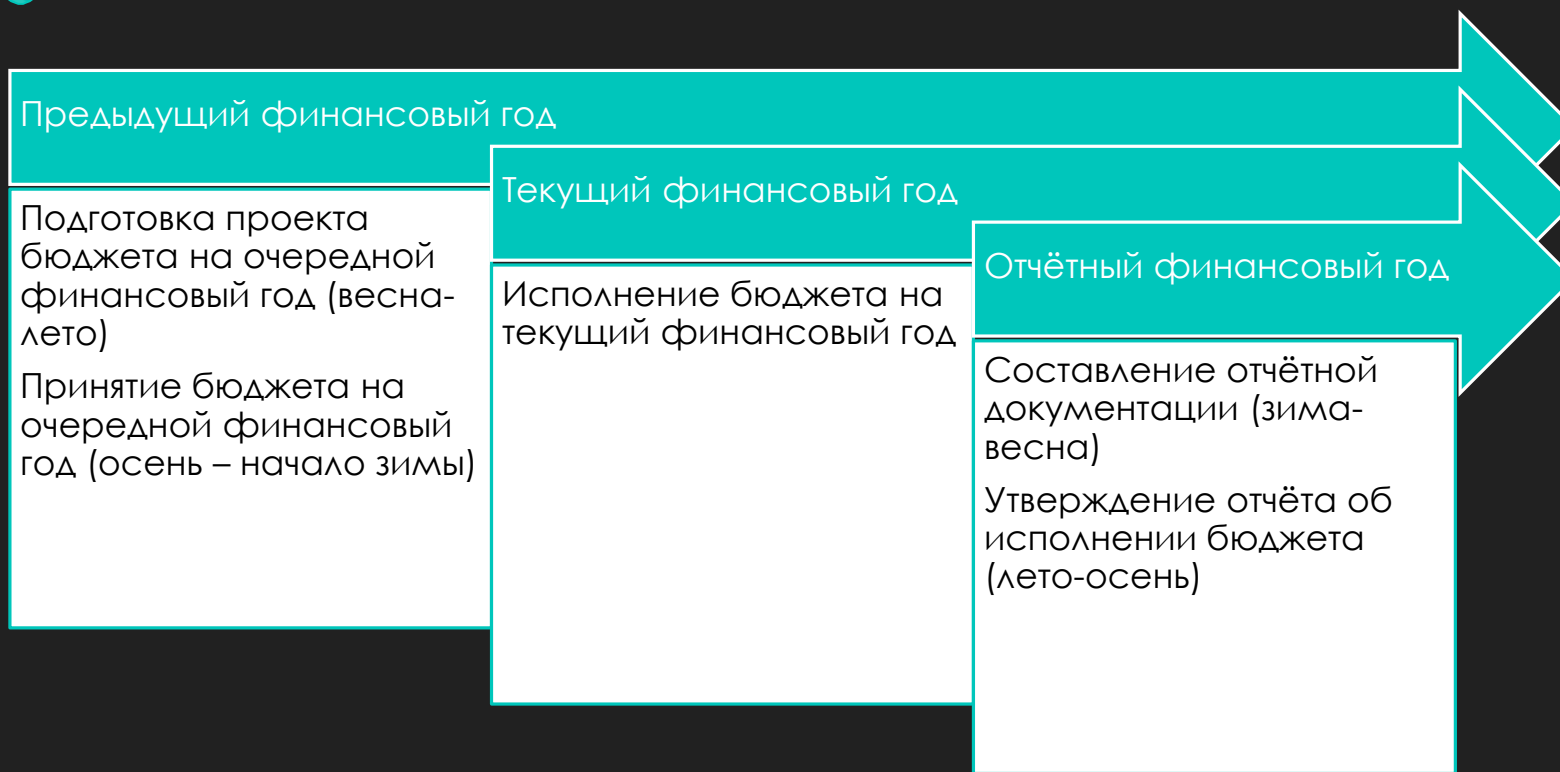 Предыдущий финансовый год
Подготовка проекта
бюджета на очередной
финансовый год (весна-
лето)
Принятие бюджета на
очередной финансовый
год (осень – начало зимы)
Текущий финансовый год
Исполнение бюджета на
текущий финансовый год
Отчётный финансовый год
Составление отчётной
документации (зима-
весна)
Утверждение отчёта об
исполнении бюджета
(лето-осень)